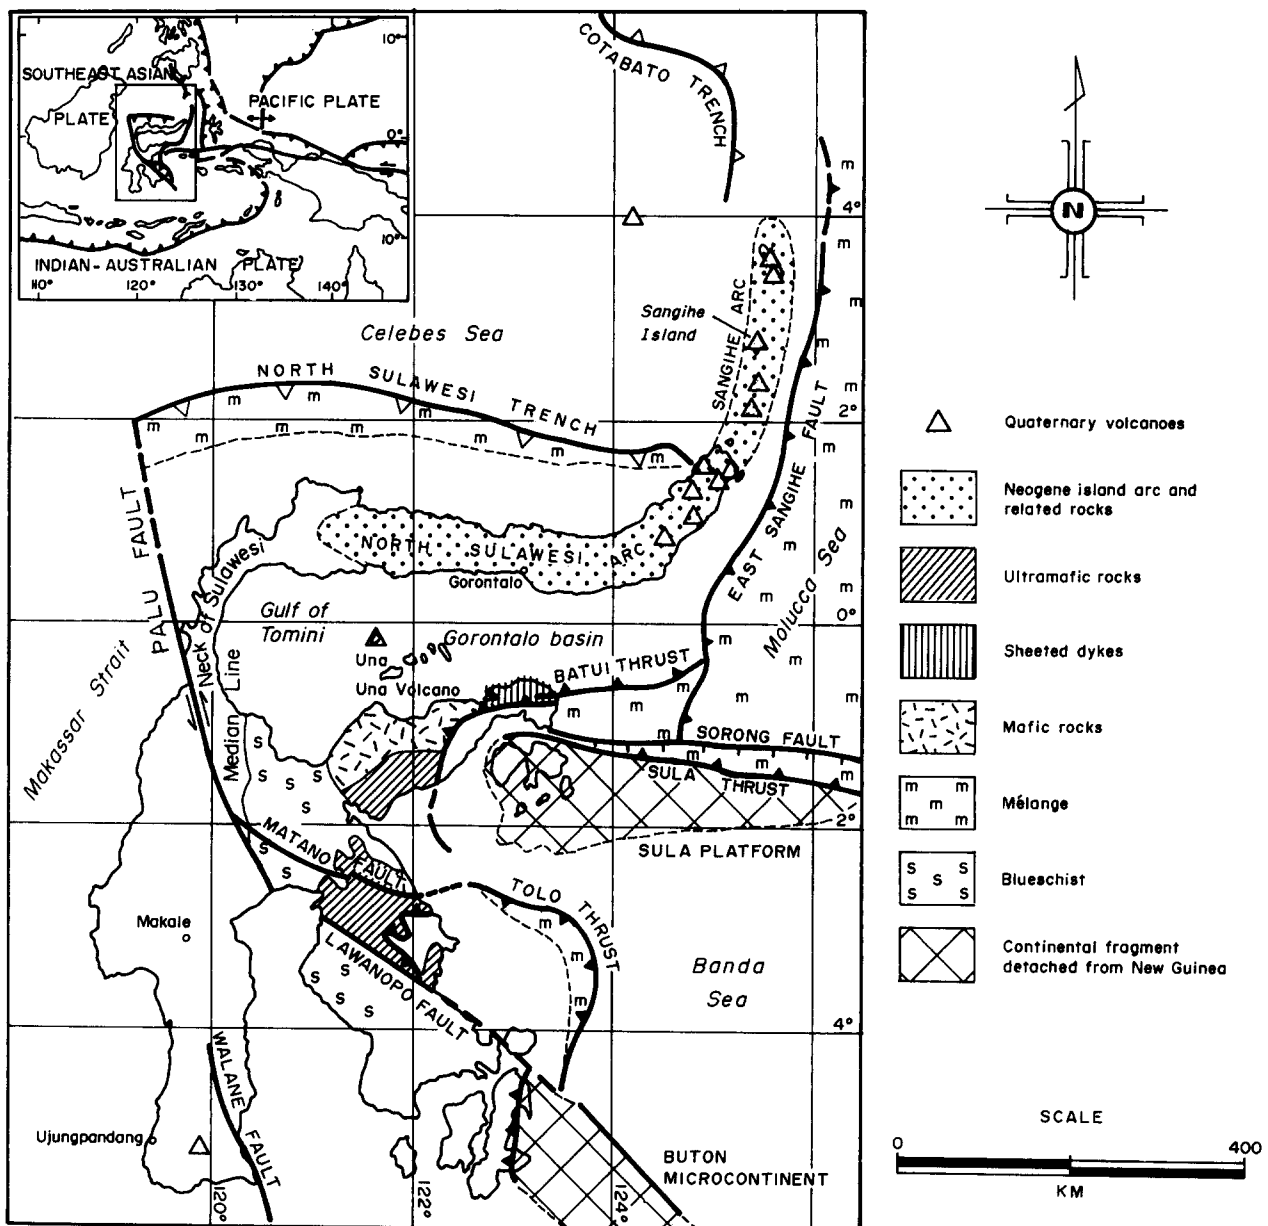 SOUTHEAST ASIAN
PLATE
PACIFIC PLATE
INDIAN-AUSTRALIAN PLATE
10°
0°
10°
110°
120°
130°
140°
COTABATO TRENCH
N
4°
Celebes Sea
Sangihe
Island
SANGIHE ARC
NORTH SULAWESI TRENCH
2°
EAST SANGIHE FAULT
Molucca Sea
PALU FAULT
Neck of Sulawesi
NORTH SULAWESI ARC
Gorontalo
Gulf of
Tomini
Gorontalo basin
0°
Una
Una Volcano
BATUI THRUST
Makassar Strait
Median Line
SORONG FAULT
SULA THRUST
MATANO FAULT
2°
SULA PLATFORM
TOLO THRUST
Makale
LAWANOPO FAULT
Banda
Sea
4°
WALANE FAULT
Ujungpandang
BUTON
MICROCONTINENT
120°
122°
124°
m m m m m m m m
m m m m m m m m
s s s s s s s s
Quaternary volcanoes
Neogene island arc and
related rocks
Ultramafic rocks
Sheeted dykes
Mafic rocks
m m
m
m m
Mélange
s s
s
s s
Blueschist
Continental fragment
detached from New Guinea
SCALE
0
400
KM